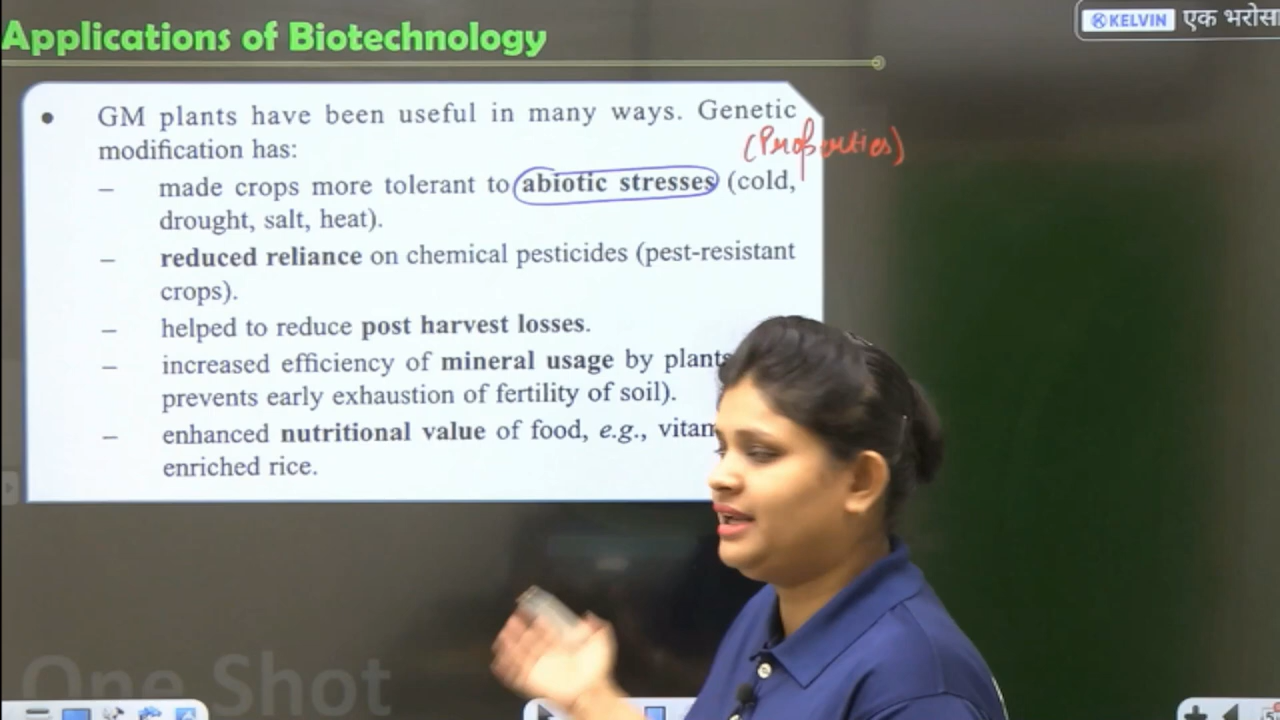 Applications of Biotechnology
KELVIN एक भरोसा
• GM plants have been useful in many ways. Genetic
modification has:
(Properties)
– made crops more tolerant to abiotic stresses (cold,
drought, salt, heat).
– reduced reliance on chemical pesticides (pest-resistant
crops).
– helped to reduce post harvest losses.
– increased efficiency of mineral usage by plants
prevents early exhaustion of fertility of soil).
– enhanced nutritional value of food, e.g., vitam
enriched rice.
One Shot